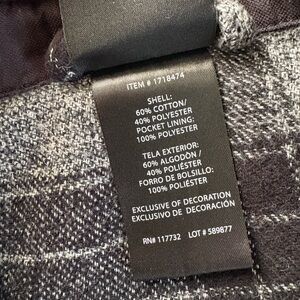 ITEM # 1718474
SHELL:
60% COTTON/
40% POLYESTER
POCKET LINING:
100% POLYESTER
TELA EXTERIOR:
60% ALGODÓN /
40% POLIÉSTER
FORRO DE BOLSILLO:
100% POLIÉSTER
EXCLUSIVE OF DECORATION
EXCLUSIVO DE DECORACIÓN
RN# 117732 LOT # 589877